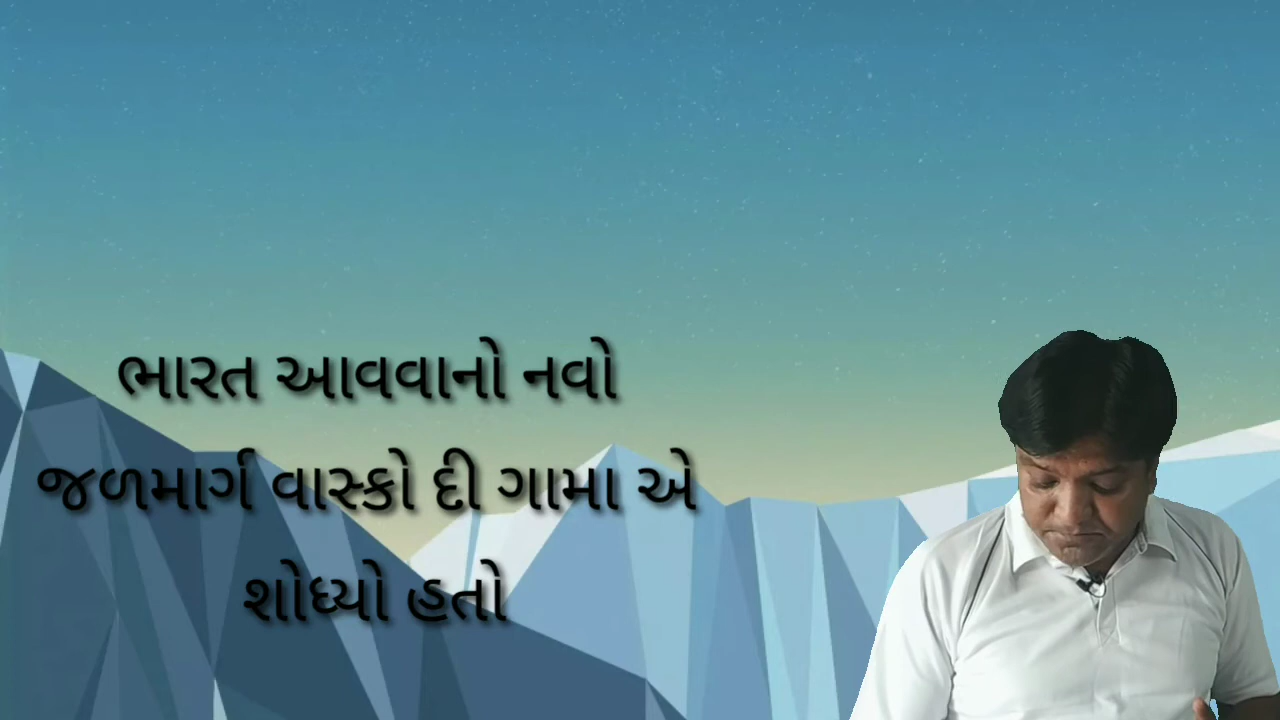 ભારત આવવાનો નવો
જળમાર્ગ વાસ્કો દી ગામા એ
શોધ્યો હતો